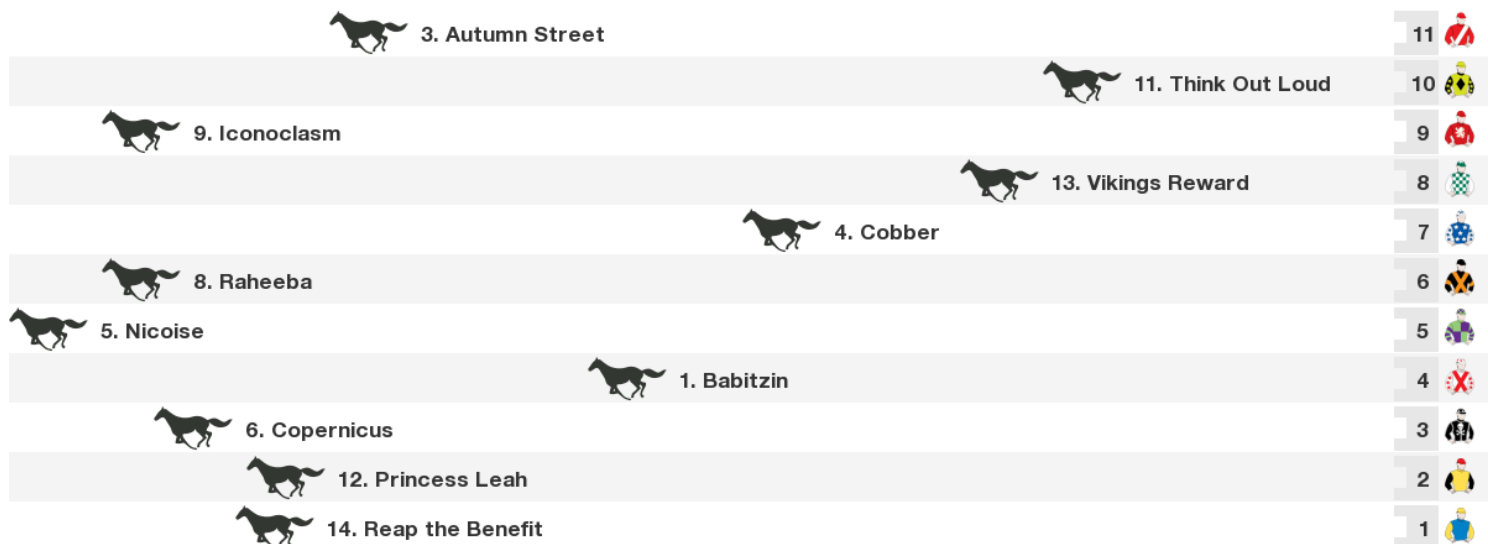 3. Autumn Street 11
11. Think Out Loud 10
9. Iconoclasm 9
13. Vikings Reward 8
4. Cobber 7
8. Raheeba 6
5. Nicoise 5
1. Babitzin 4
6. Copernicus 3
12. Princess Leah 2
14. Reap the Benefit 1